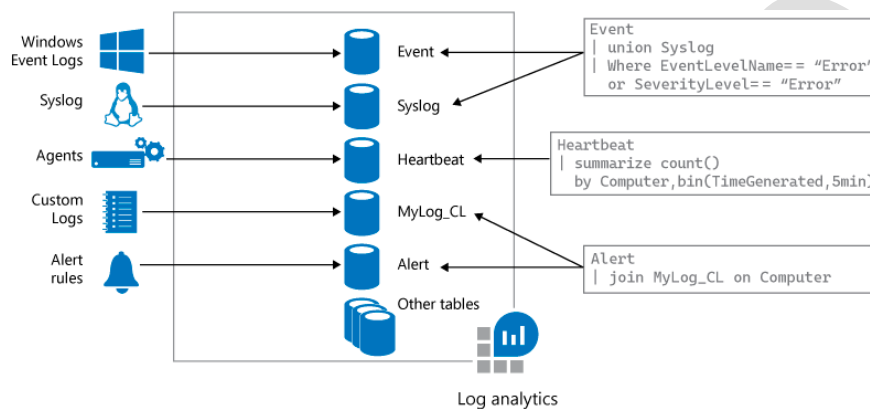 Windows
Event Logs
Event
Event
| union Syslog
| Where EventLevelName== “Error”
or SeverityLevel== “Error”
Syslog
Syslog
Agents
Heartbeat
Heartbeat
| summarize count()
by Computer,bin(TimeGenerated,5min)
Custom
Logs
MyLog_CL
Alert
rules
Alert
Alert
| join MyLog_CL on Computer
Other tables
Log analytics